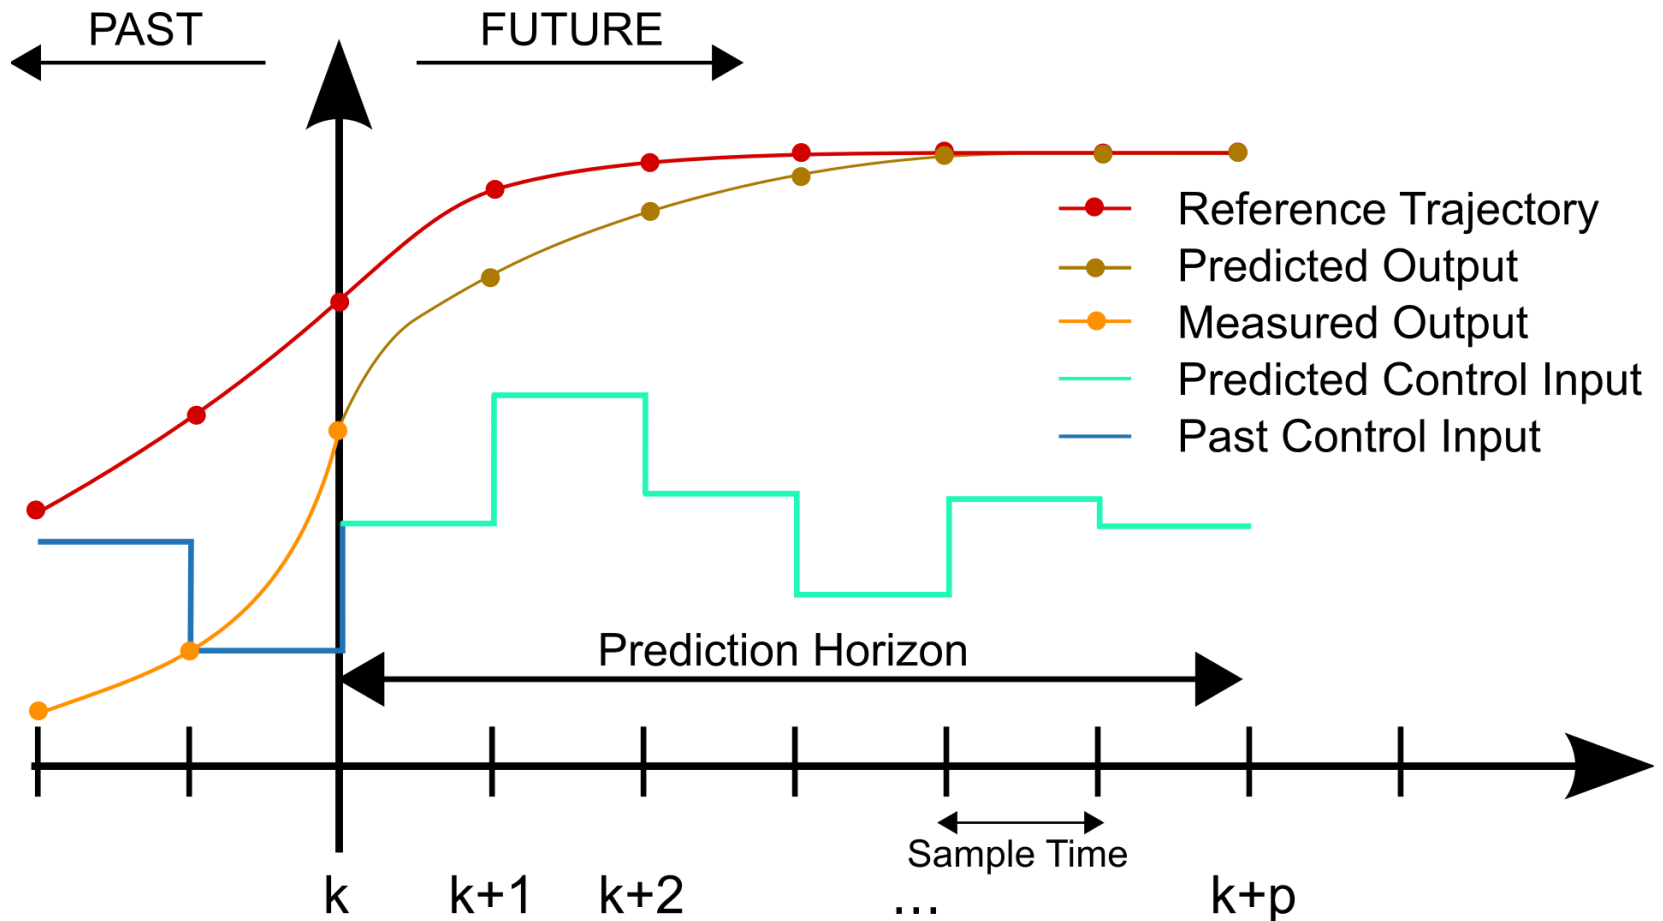 PAST
FUTURE
Reference Trajectory
Predicted Output
Measured Output
Predicted Control Input
Past Control Input
Prediction Horizon
Sample Time
k
k+1
k+2
...
k+p